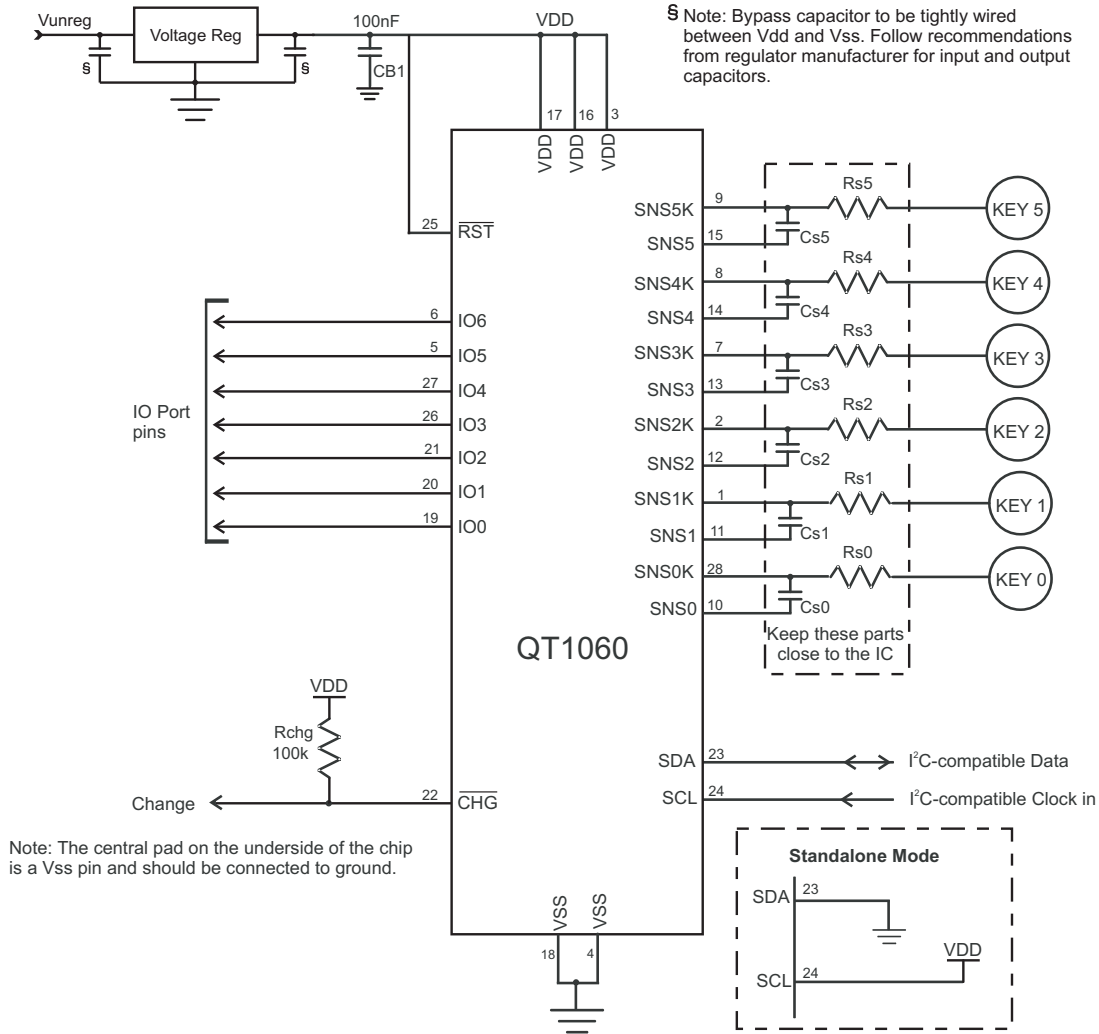 Vunreg
Voltage Reg
§
§
100nF
CB1
VDD
§ Note: Bypass capacitor to be tightly wired
between Vdd and Vss. Follow recommendations
from regulator manufacturer for input and output
capacitors.
17
16
3
VDD
VDD
VDD
25
RST
IO Port
pins
6
IO6
5
IO5
27
IO4
26
IO3
21
IO2
20
IO1
19
IO0
SNS5K
9
SNS5
15
Cs5
Rs5
KEY 5
SNS4K
8
SNS4
14
Cs4
Rs4
KEY 4
SNS3K
7
SNS3
13
Cs3
Rs3
KEY 3
SNS2K
2
SNS2
12
Cs2
Rs2
KEY 2
SNS1K
1
SNS1
11
Cs1
Rs1
KEY 1
SNS0K
28
SNS0
10
Cs0
Rs0
KEY 0
Keep these parts
close to the IC
QT1060
VDD
Rchg
100k
Change
22
CHG
SDA
23
I²C-compatible Data
SCL
24
I²C-compatible Clock in
Note: The central pad on the underside of the chip
is a Vss pin and should be connected to ground.
VSS
VSS
18
4
Standalone Mode
SDA
23
SCL
24
VDD